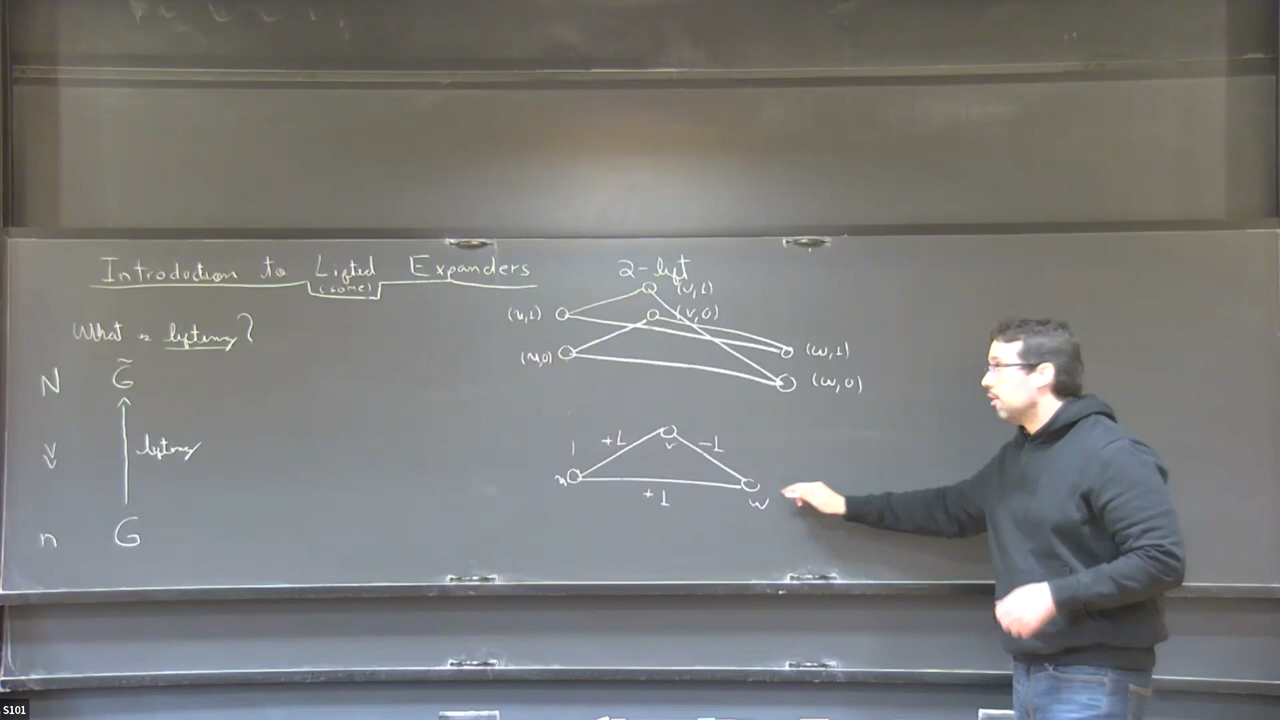 Introduction to Lifted Expanders
(some)
What is lifting?
N G̃
lifting
n G
2-lift
(v,1)
(u,1) (v,0)
(u,0) (w,1)
(w,0)
+1 v -1
u
+1 w
S101